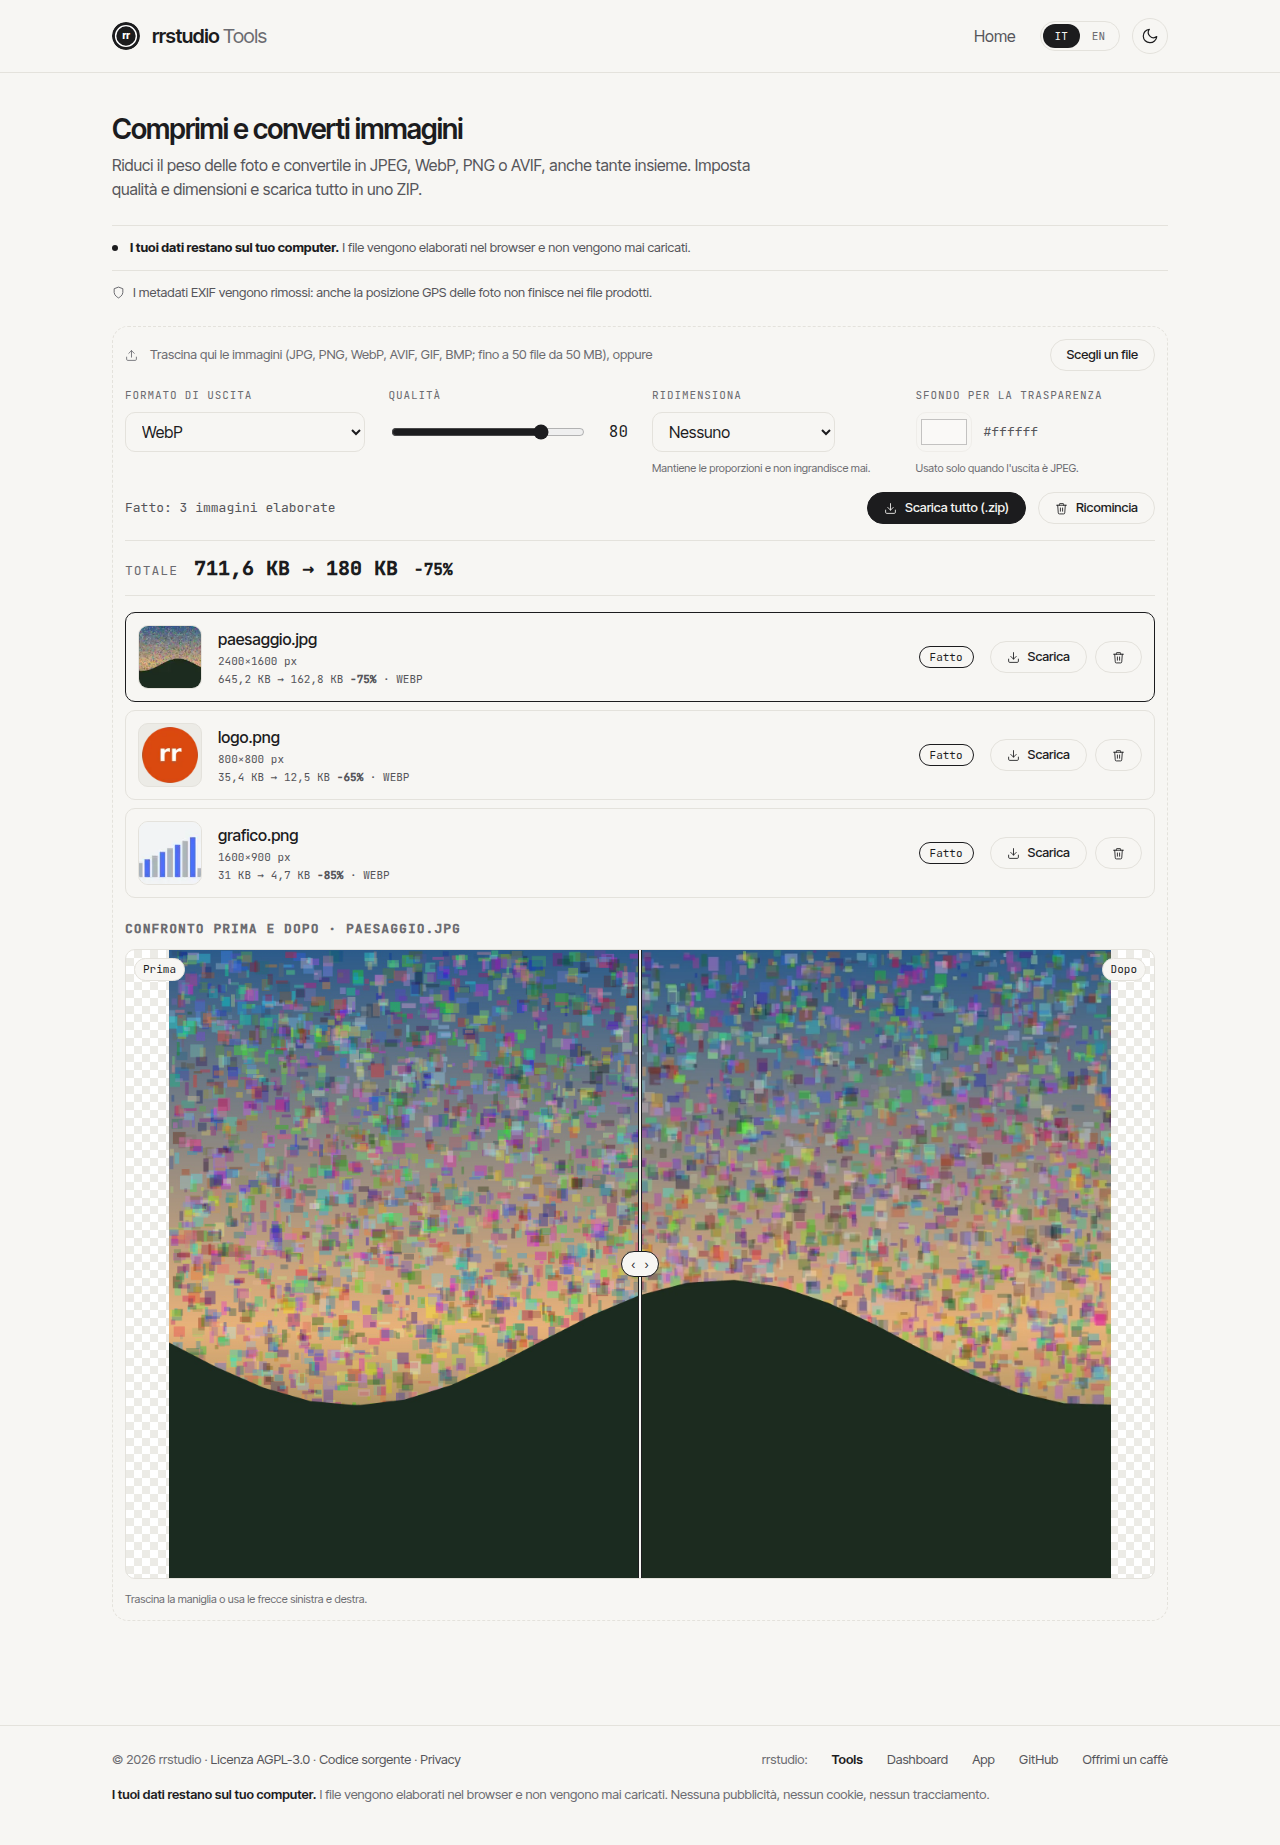 rr rrstudio Tools
Home
IT EN
Comprimi e converti immagini
Riduci il peso delle foto e convertile in JPEG, WebP, PNG o AVIF, anche tante insieme. Imposta
qualità e dimensioni e scarica tutto in uno ZIP.
I tuoi dati restano sul tuo computer. I file vengono elaborati nel browser e non vengono mai caricati.
I metadati EXIF vengono rimossi: anche la posizione GPS delle foto non finisce nei file prodotti.
Trascina qui le immagini (JPG, PNG, WebP, AVIF, GIF, BMP; fino a 50 file da 50 MB), oppure
Scegli un file
FORMATO DI USCITA
WebP
QUALITÀ
80
RIDIMENSIONA
Nessuno
Mantiene le proporzioni e non ingrandisce mai.
SFONDO PER LA TRASPARENZA
#ffffff
Usato solo quando l'uscita è JPEG.
Fatto: 3 immagini elaborate
Scarica tutto (.zip)
Ricomincia
TOTALE 711,6 KB → 180 KB -75%
paesaggio.jpg
2400×1600 px
645,2 KB → 162,8 KB -75% · WEBP
Fatto
Scarica
rr
logo.png
800×800 px
35,4 KB → 12,5 KB -65% · WEBP
Fatto
Scarica
grafico.png
1600×900 px
31 KB → 4,7 KB -85% · WEBP
Fatto
Scarica
CONFRONTO PRIMA E DOPO · PAESAGGIO.JPG
Prima
Dopo
Trascina la maniglia o usa le frecce sinistra e destra.
© 2026 rrstudio · Licenza AGPL-3.0 · Codice sorgente · Privacy
rrstudio: Tools Dashboard App GitHub Offrimi un caffè
I tuoi dati restano sul tuo computer. I file vengono elaborati nel browser e non vengono mai caricati. Nessuna pubblicità, nessun cookie, nessun tracciamento.